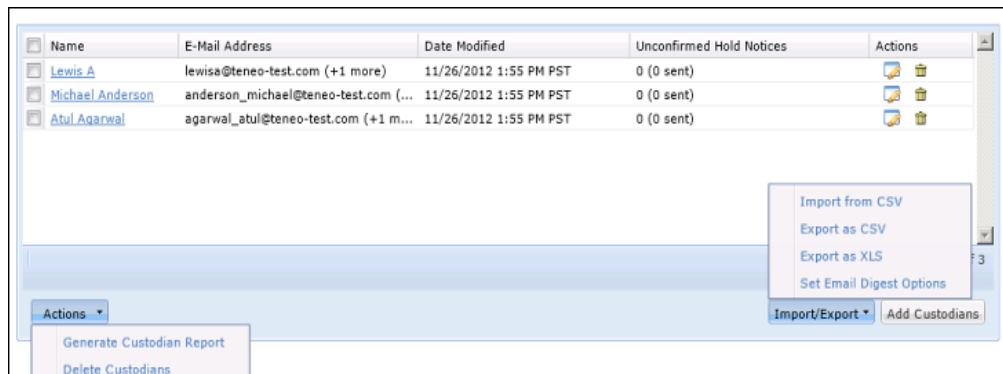 Name E-Mail Address Date Modified Unconfirmed Hold Notices Actions
Lewis A lewisa@teneo-test.com (+1 more) 11/26/2012 1:55 PM PST 0 (0 sent)
Michael Anderson anderson_michael@teneo-test.com (... 11/26/2012 1:55 PM PST 0 (0 sent)
Atul Agarwal agarwal_atul@teneo-test.com (+1 m... 11/26/2012 1:55 PM PST 0 (0 sent)
Import from CSV
Export as CSV
Export as XLS
3
Set Email Digest Options
Actions Import/Export Add Custodians
Generate Custodian Report
Delete Custodians